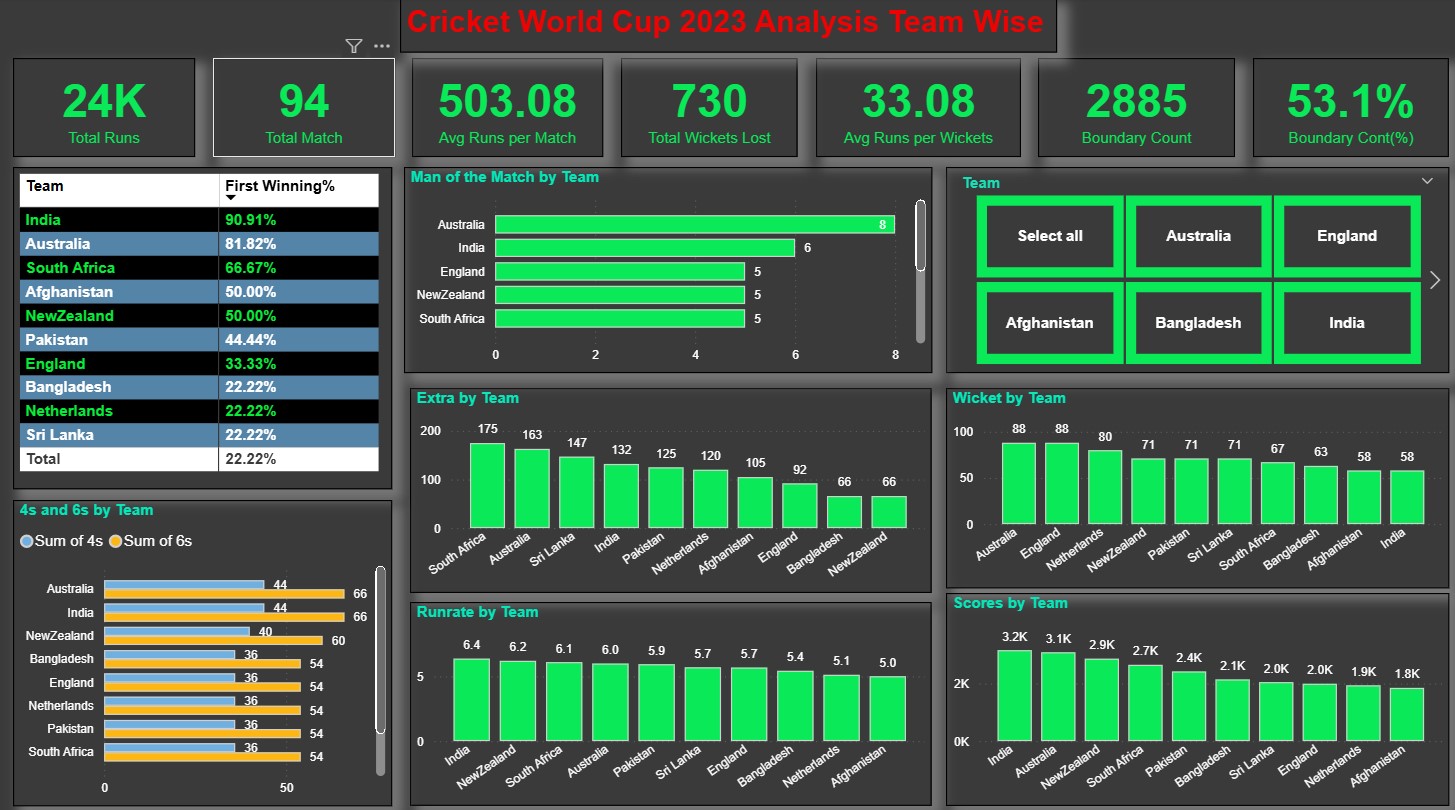 Cricket World Cup 2023 Analysis Team Wise
24K
Total Runs
94
Total Match
503.08
Avg Runs per Match
730
Total Wickets Lost
33.08
Avg Runs per Wickets
2885
Boundary Count
53.1%
Boundary Cont(%)
Team First Winning%
India 90.91%
Australia 81.82%
South Africa 66.67%
Afghanistan 50.00%
NewZealand 50.00%
Pakistan 44.44%
England 33.33%
Bangladesh 22.22%
Netherlands 22.22%
Sri Lanka 22.22%
Total 22.22%
Man of the Match by Team
Australia 8
India 6
England 5
NewZealand 5
South Africa 5
0 2 4 6 8
Team
Select all Australia England
Afghanistan Bangladesh India
Extra by Team
200
100
0
175 163 147 132 125 120 105 92 66 66
South Africa Australia Sri Lanka India Pakistan Netherlands Afghanistan England Bangladesh NewZealand
Wicket by Team
100
50
0
88 88 80 71 71 71 67 63 58 58
Australia England Netherlands NewZealand Pakistan Sri Lanka South Africa Bangladesh Afghanistan India
4s and 6s by Team
Sum of 4s Sum of 6s
Australia 44 66
India 44 66
NewZealand 40 60
Bangladesh 36 54
England 36 54
Netherlands 36 54
Pakistan 36 54
South Africa 36 54
0 50
Runrate by Team
5
0
6.4 6.2 6.1 6.0 5.9 5.7 5.7 5.4 5.1 5.0
India NewZealand South Africa Australia Pakistan Sri Lanka England Bangladesh Netherlands Afghanistan
Scores by Team
2K
0K
3.2K 3.1K 2.9K 2.7K 2.4K 2.1K 2.0K 2.0K 1.9K 1.8K
India Australia NewZealand South Africa Pakistan Bangladesh Sri Lanka England Netherlands Afghanistan